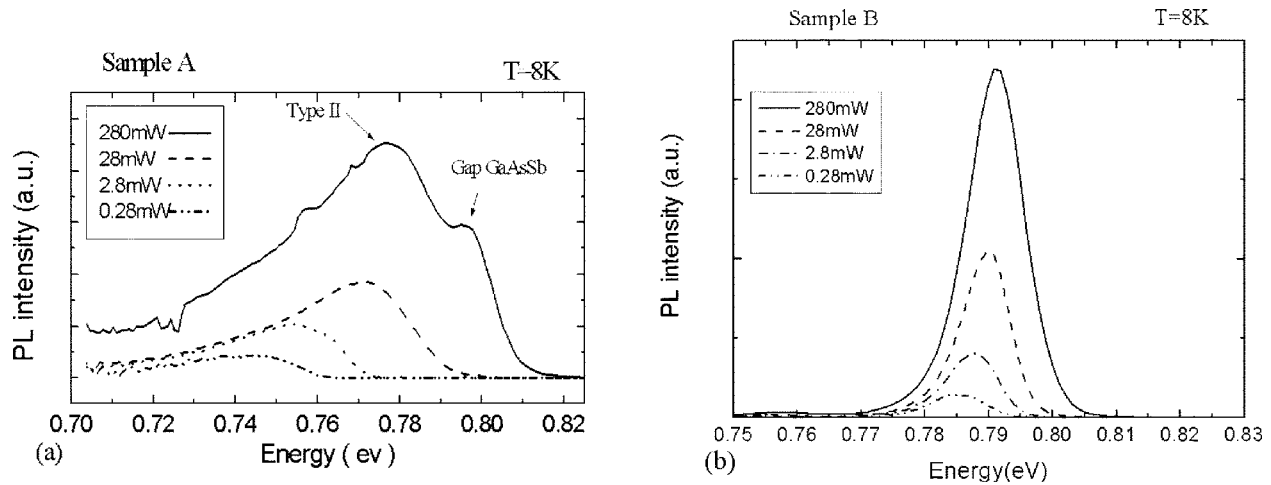 Sample A
T=8K
280mW
28mW
2.8mW
0.28mW
Type II
Gap GaAsSb
PL intensity (a.u.)
0.70 0.72 0.74 0.76 0.78 0.80 0.82
Energy ( ev )
(a)
Sample B
T=8K
280mW
28mW
2.8mW
0.28mW
PL intensity (a.u.)
0.75 0.76 0.77 0.78 0.79 0.80 0.81 0.82 0.83
Energy(eV)
(b)